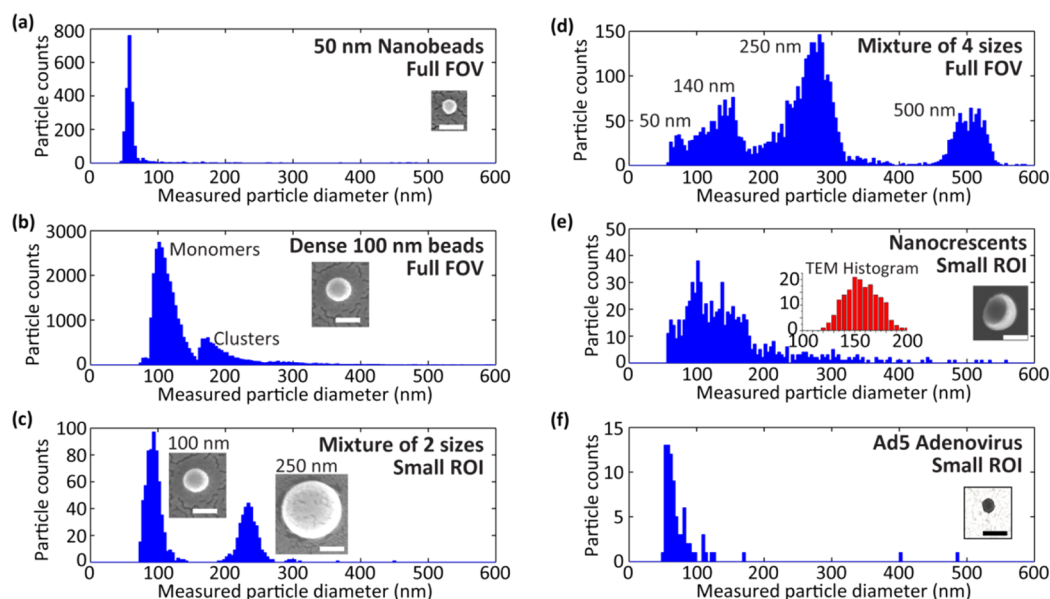 (a)
800
600
400
200
0
Particle counts
50 nm Nanobeads
Full FOV
0 100 200 300 400 500 600
Measured particle diameter (nm)
(b)
3000
2000
1000
0
Particle counts
Monomers
Clusters
Dense 100 nm beads
Full FOV
0 100 200 300 400 500 600
Measured particle diameter (nm)
(c)
100
80
60
40
20
0
Particle counts
100 nm
250 nm
Mixture of 2 sizes
Small ROI
0 100 200 300 400 500 600
Measured particle diameter (nm)
(d)
150
100
50
0
Particle counts
50 nm
140 nm
250 nm
500 nm
Mixture of 4 sizes
Full FOV
0 100 200 300 400 500 600
Measured particle diameter (nm)
(e)
50
40
30
20
10
0
Particle counts
Nanocrescents
Small ROI
TEM Histogram
20
10
0
100 150 200
0 100 200 300 400 500 600
Measured particle diameter (nm)
(f)
15
10
5
0
Particle counts
Ad5 Adenovirus
Small ROI
0 100 200 300 400 500 600
Measured particle diameter (nm)